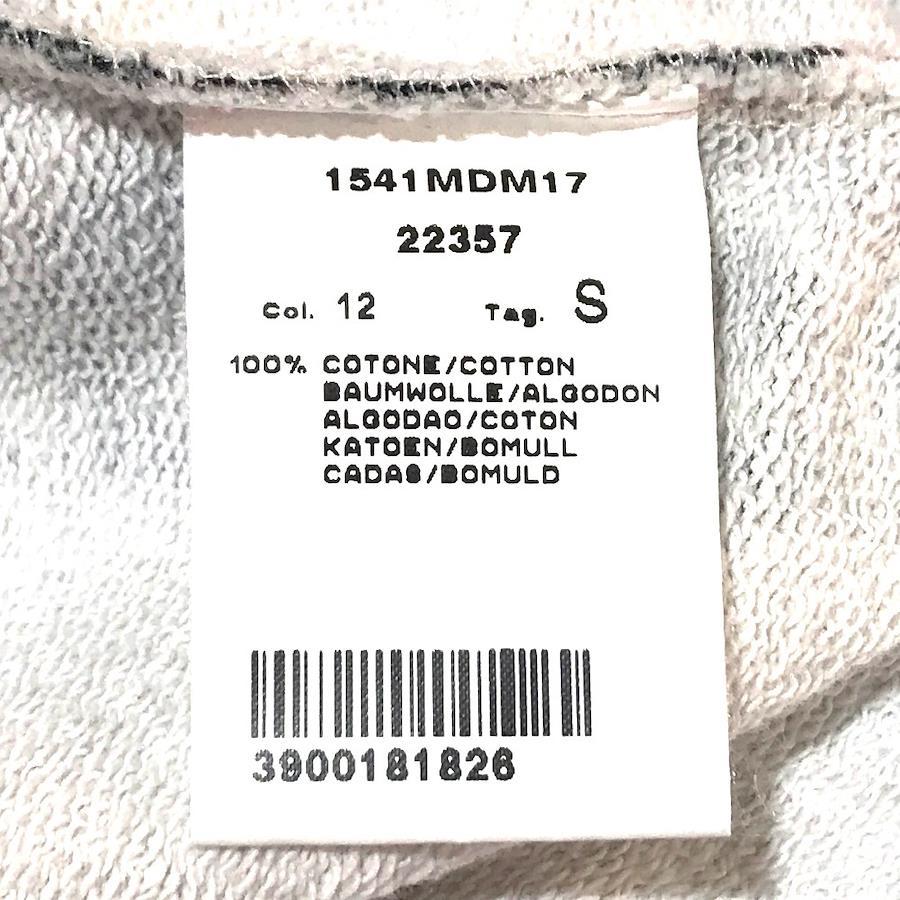 1541MDM17
22357
Col. 12 Tag. S
100% COTONE/COTTON
BAUMWOLLE/ALGODON
ALGODAO/COTON
KATOEN/BOMULL
CADAS/BOMULD
3900181826